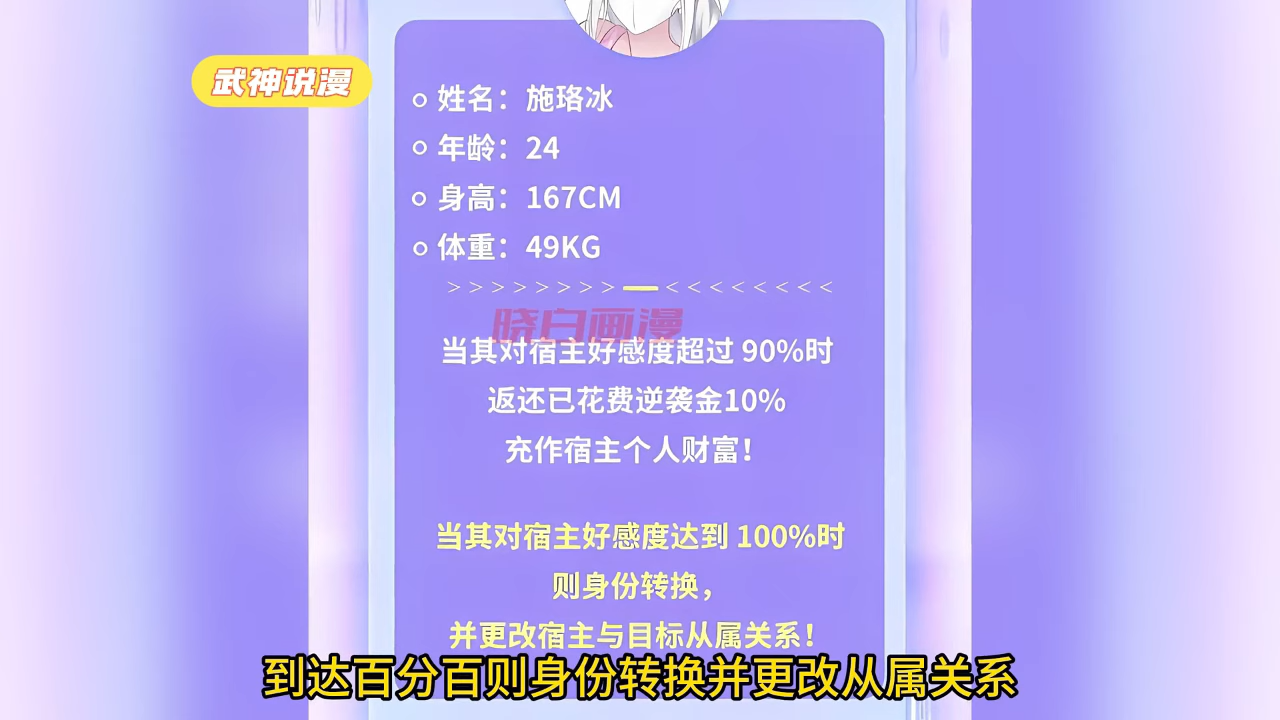 武神说漫
姓名：施珞冰
年龄：24
身高：167CM
体重：49KG
>>>>>>>><<<<<<<<
晓白画漫
当其对宿主好感度超过 90%时
返还已花费逆袭金10%
充作宿主个人财富！
当其对宿主好感度达到 100%时
则身份转换，
并更改宿主与目标从属关系！
到达百分百则身份转换并更改从属关系